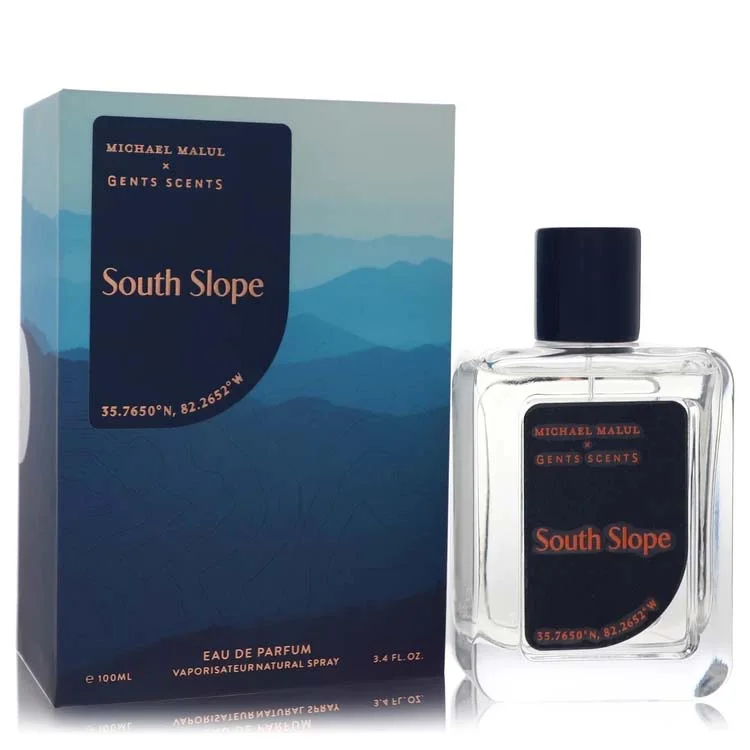 MICHAEL MALUL
×
GENTS SCENTS
South Slope
35.7650°N, 82.2652°W
EAU DE PARFUM
℮ 100ML
VAPORISATEUR NATURAL SPRAY
3.4 FL. OZ.
MICHAEL MALUL
×
GENTS SCENTS
South Slope
35.7650°N, 82.2652°W